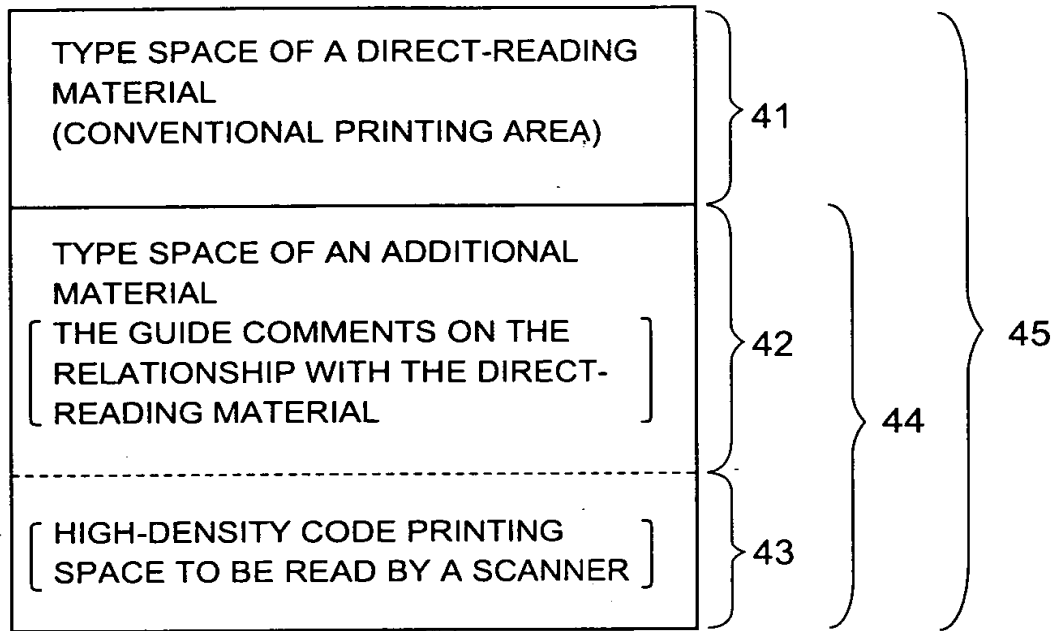 TYPE SPACE OF A DIRECT-READING
MATERIAL
(CONVENTIONAL PRINTING AREA)
41
TYPE SPACE OF AN ADDITIONAL
MATERIAL
[ THE GUIDE COMMENTS ON THE
RELATIONSHIP WITH THE DIRECT-
READING MATERIAL ]
42
[ HIGH-DENSITY CODE PRINTING
SPACE TO BE READ BY A SCANNER ]
43
44
45